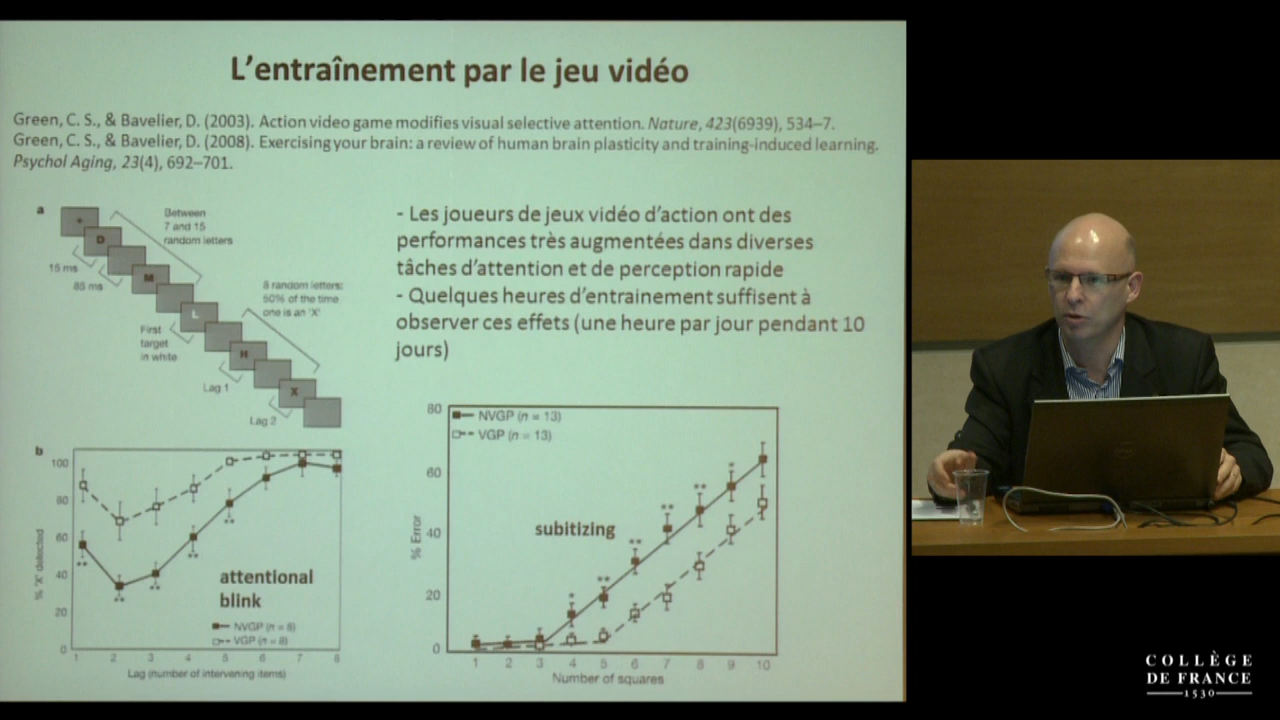 L'entraînement par le jeu vidéo
Green, C. S., & Bavelier, D. (2003). Action video game modifies visual selective attention. Nature, 423(6939), 534–7.
Green, C. S., & Bavelier, D. (2008). Exercising your brain: a review of human brain plasticity and training-induced learning.
Psychol Aging, 23(4), 692–701.
a
Between
7 and 15
random letters
+
D
M
L
H
X
15 ms
85 ms
8 random letters:
50% of the time
one is an 'X'
First
target
in white
Lag 1
Lag 2
- Les joueurs de jeux vidéo d'action ont des
performances très augmentées dans diverses
tâches d'attention et de perception rapide
- Quelques heures d'entrainement suffisent à
observer ces effets (une heure par jour pendant 10
jours)
b
% 'X' detected
100
80
60
40
20
0
** ** ** ** **
attentional
blink
NVGP (n = 8)
VGP (n = 8)
1 2 3 4 5 6 7 8
Lag (number of intervening items)
NVGP (n = 13)
VGP (n = 13)
% Error
80
60
40
20
0
* ** ** ** ** *
subitizing
1 2 3 4 5 6 7 8 9 10
Number of squares
COLLÈGE
DE FRANCE
1530